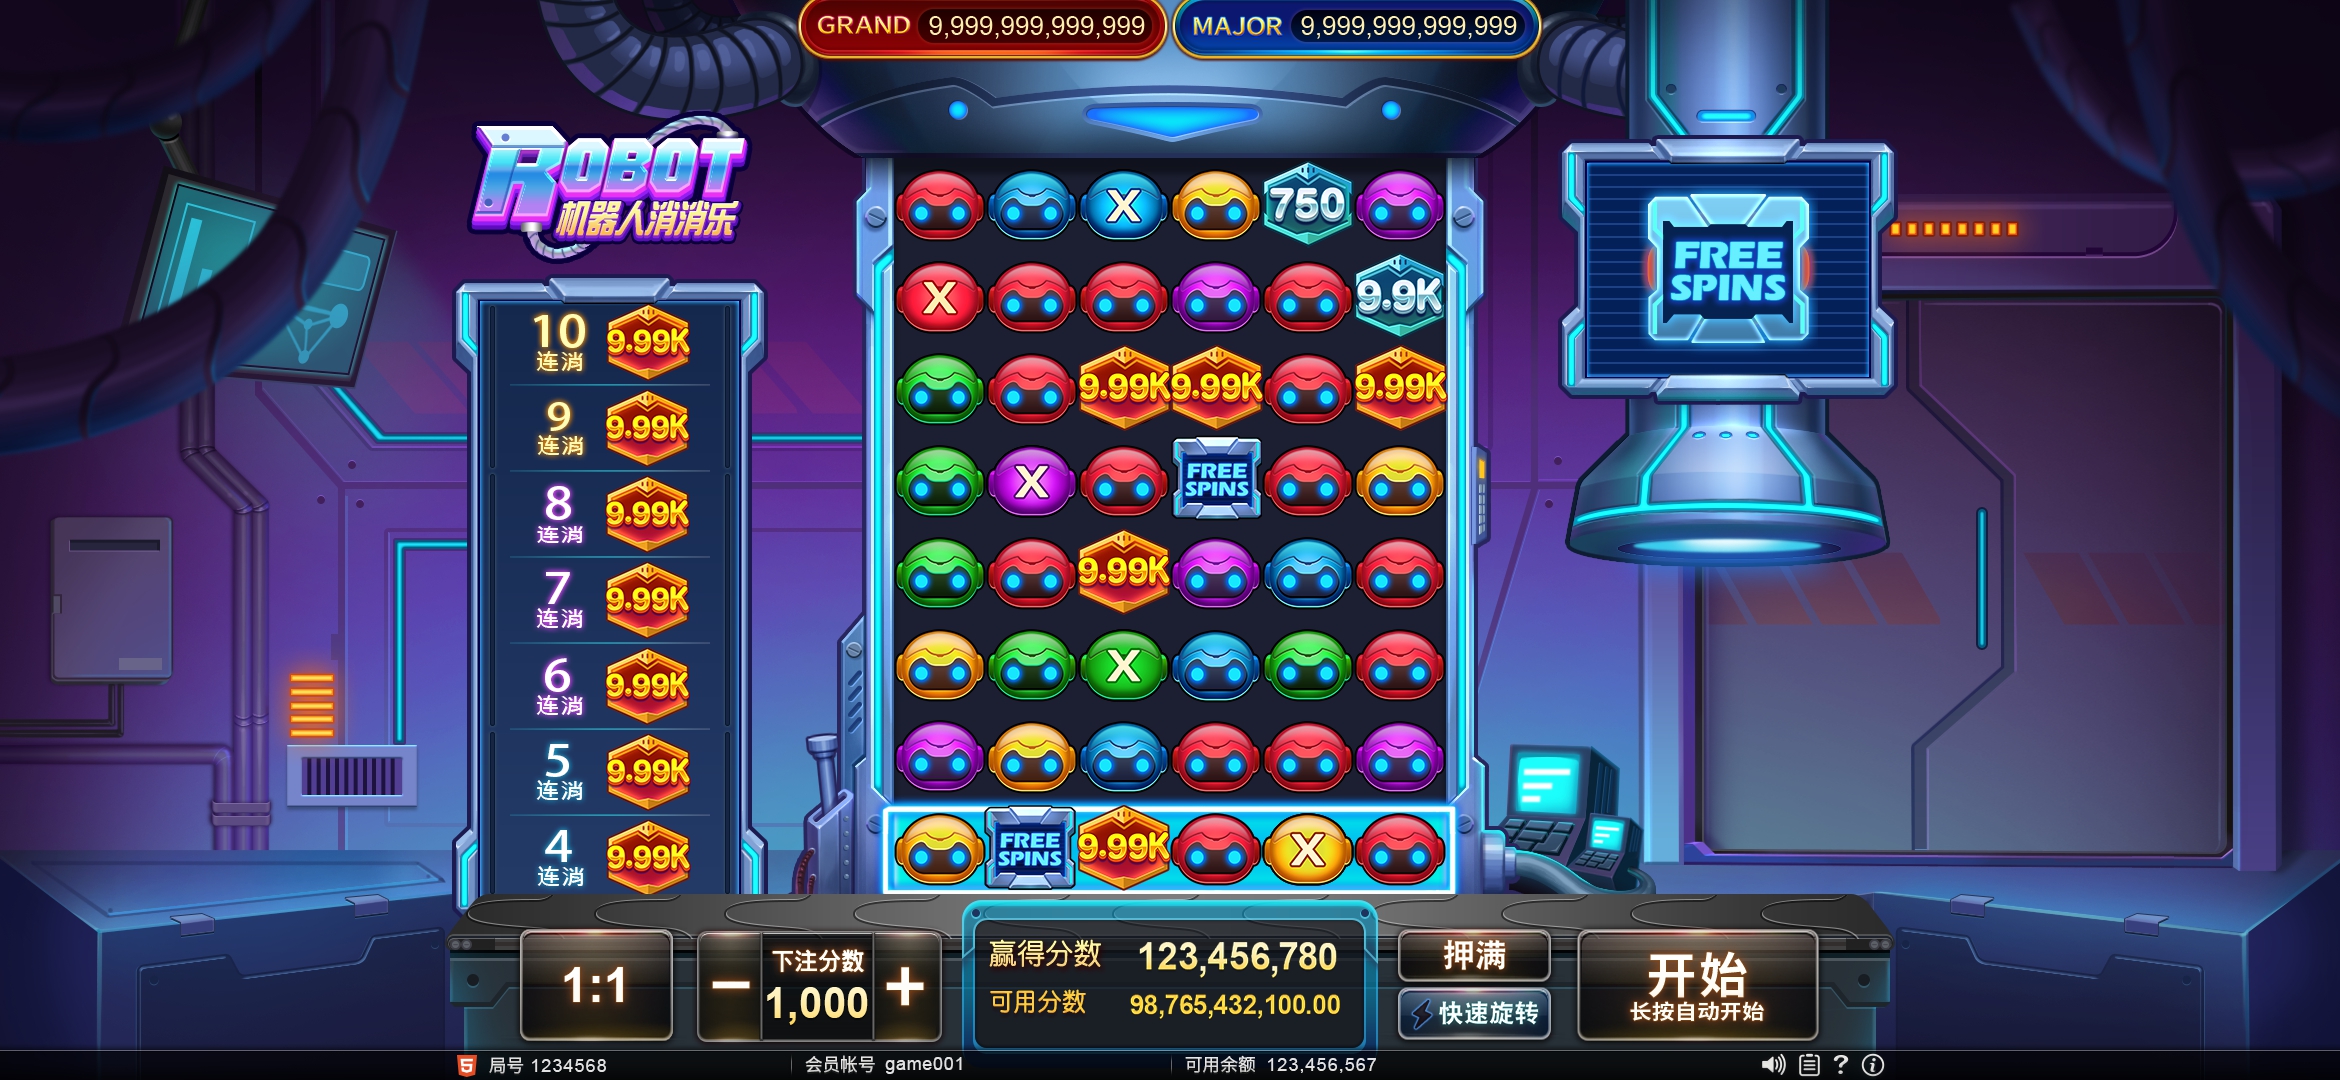 GRAND 9,999,999,999,999
MAJOR 9,999,999,999,999
ROBOT
机器人消消乐
10
连消
9.99K
9
连消
9.99K
8
连消
9.99K
7
连消
9.99K
6
连消
9.99K
5
连消
9.99K
4
连消
9.99K
X
750
X
9.9K
9.99K
9.99K
9.99K
X
FREE
SPINS
9.99K
X
FREE
SPINS
9.99K
X
FREE
SPINS
1:1
下注分数
− 1,000 +
赢得分数 123,456,780
可用分数 98,765,432,100.00
押满
快速旋转
开始
长按自动开始
5 局号 1234568
会员帐号 game001
可用余额 123,456,567
?
i